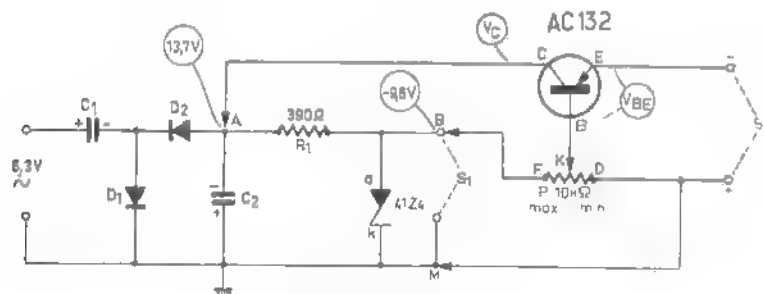 AC132
13,7V
VC
C
E
-9,6V
VBE
B
C1
+
-
D2
A
390Ω
R1
B
-
S
6,3V
~
D1
-
C2
+
a
41Z4
k
S1
F
K
D
P 10KΩ
max
min
+
M